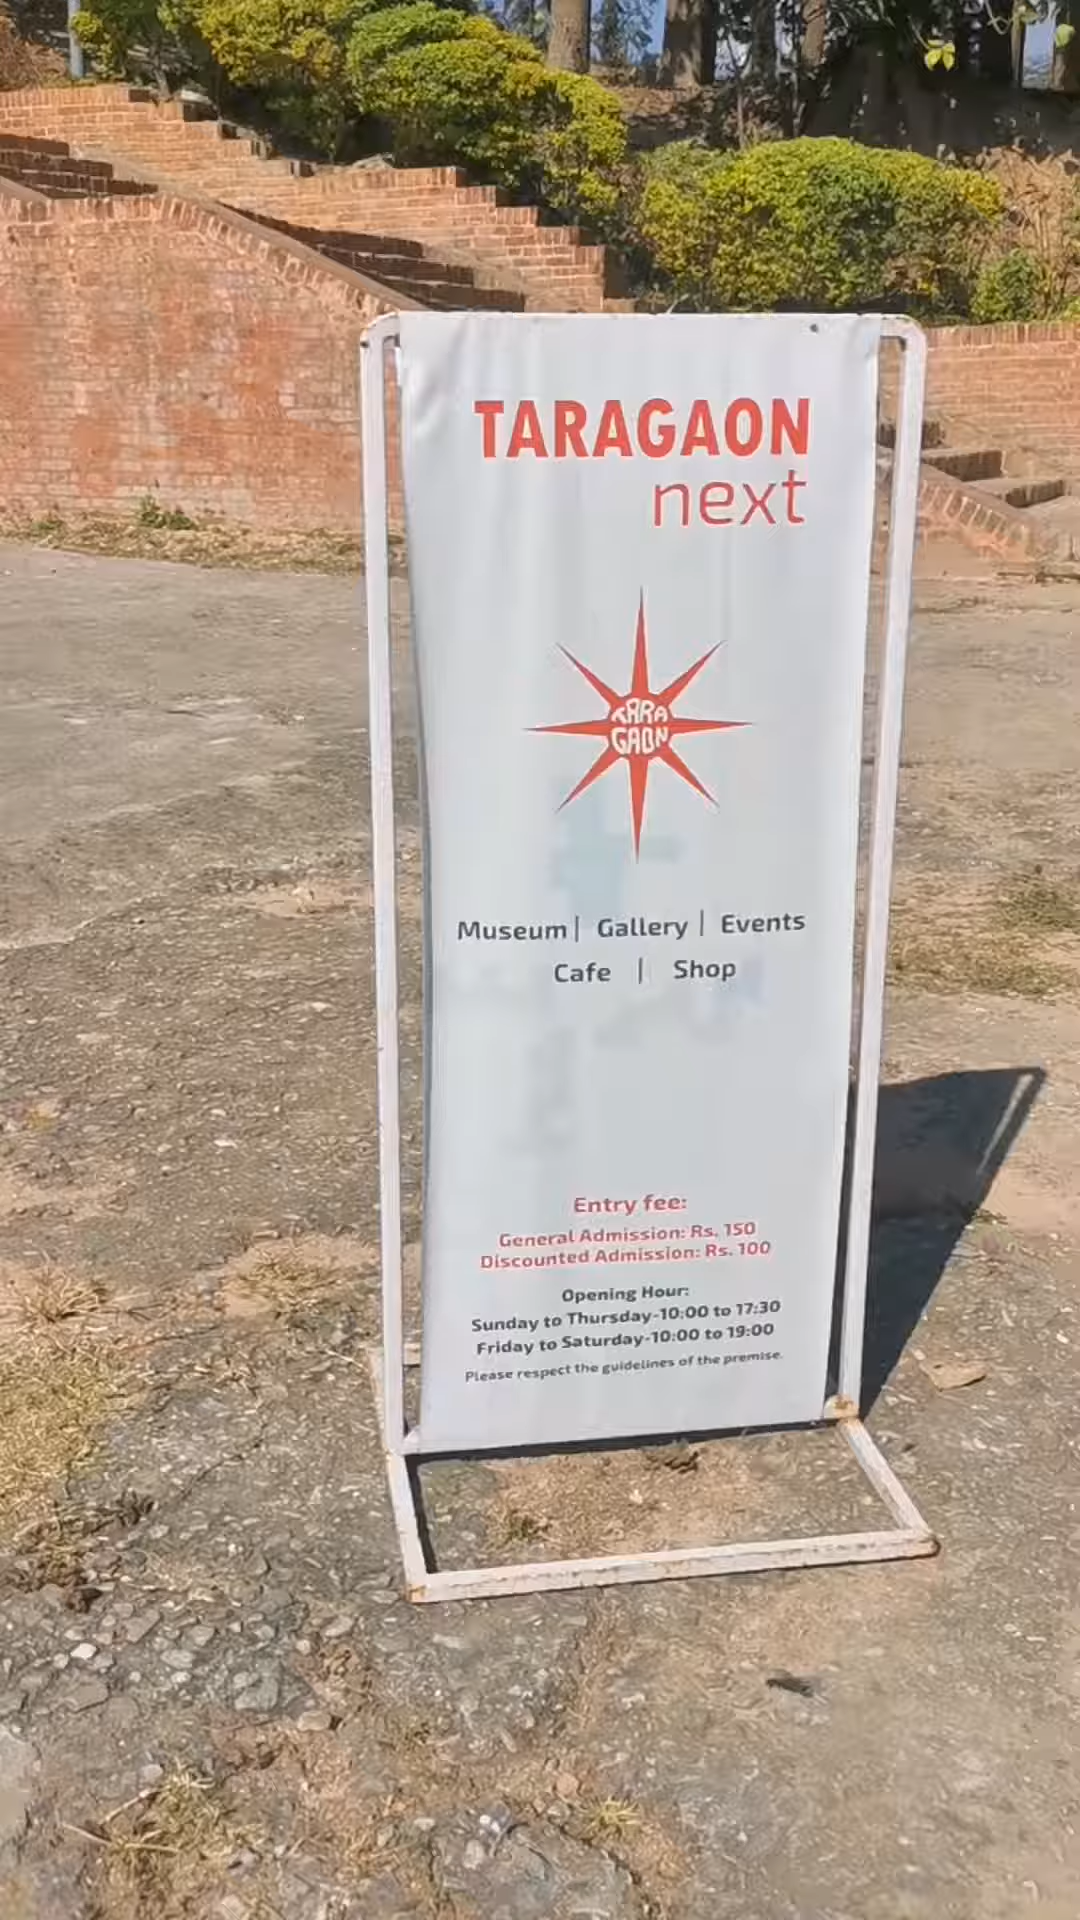 TARAGAON
next
TARA
GAON
Museum | Gallery | Events
Cafe | Shop
Entry fee:
General Admission: Rs. 150
Discounted Admission: Rs. 100
Opening Hour:
Sunday to Thursday-10:00 to 17:30
Friday to Saturday-10:00 to 19:00
Please respect the guidelines of the premise.